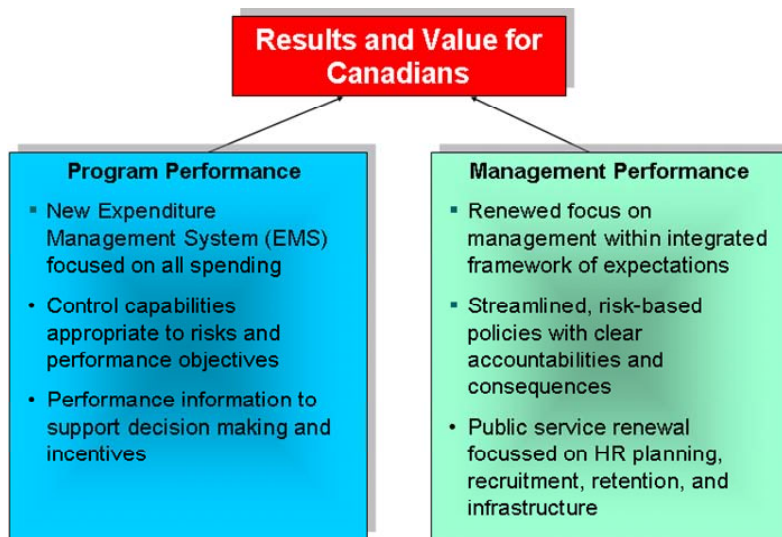 Results and Value for
Canadians
Program Performance
▪ New Expenditure
Management System (EMS)
focused on all spending
• Control capabilities
appropriate to risks and
performance objectives
• Performance information to
support decision making and
incentives
Management Performance
▪ Renewed focus on
management within integrated
framework of expectations
▪ Streamlined, risk-based
policies with clear
accountabilities and
consequences
• Public service renewal
focussed on HR planning,
recruitment, retention, and
infrastructure